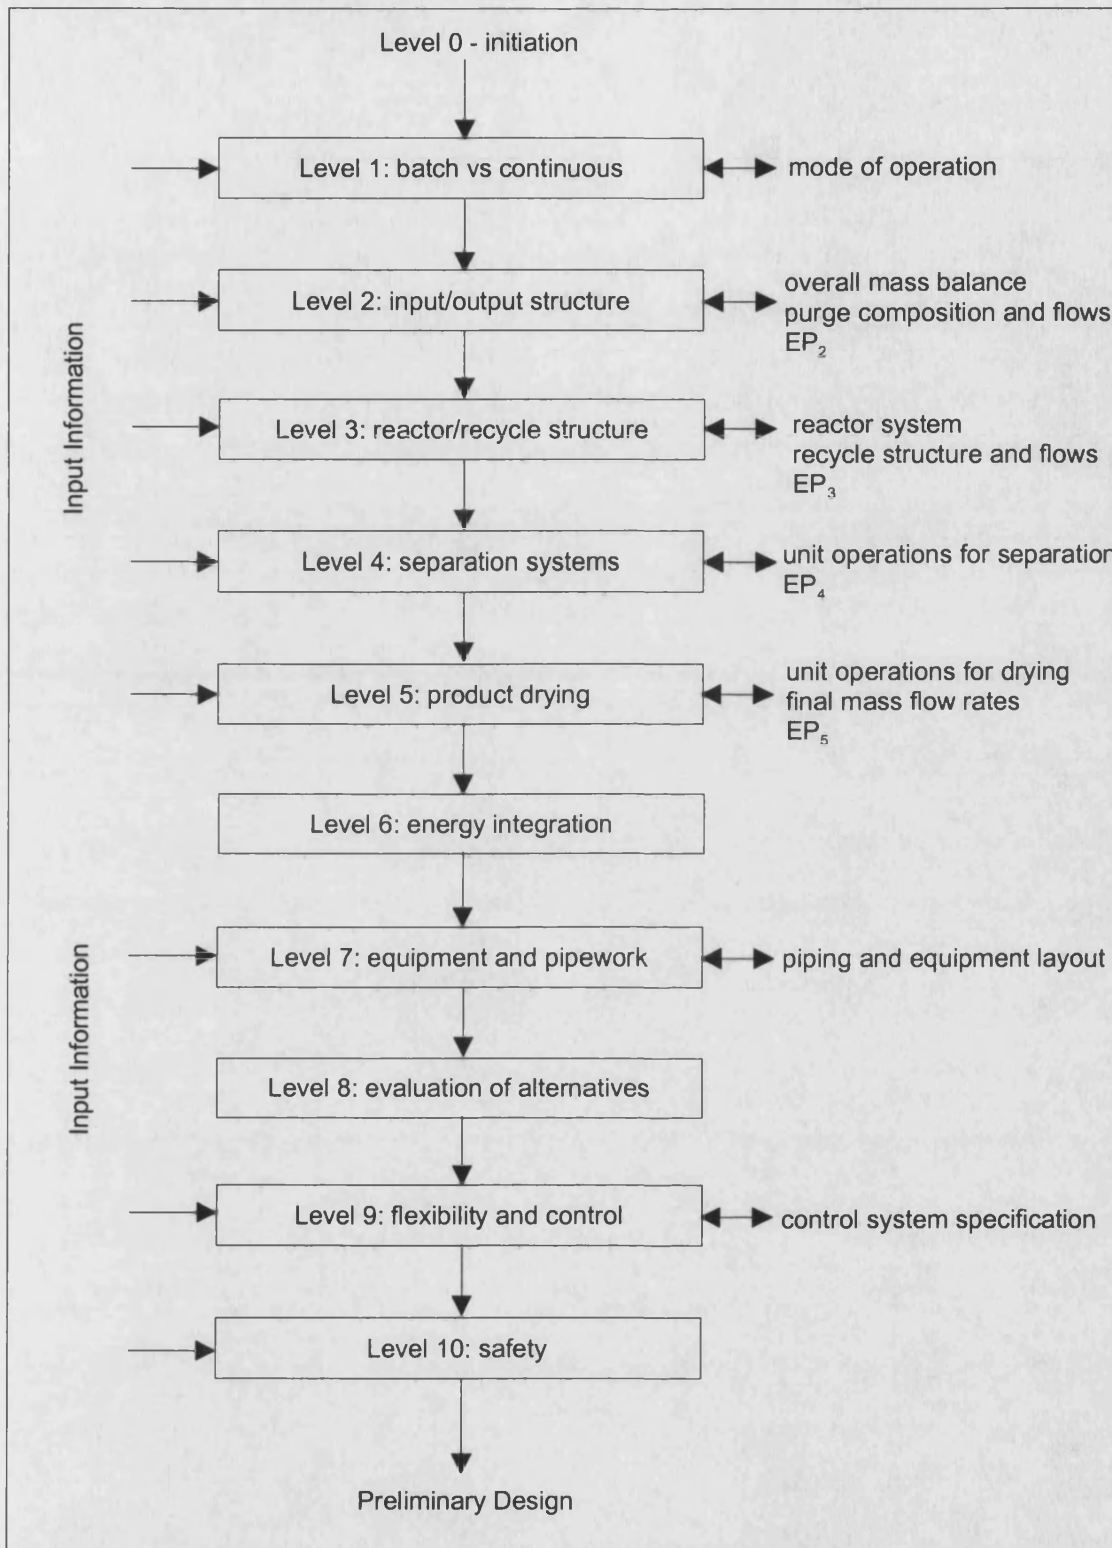 Level 0 - initiation
Level 1: batch vs continuous
mode of operation
Level 2: input/output structure
overall mass balance
purge composition and flows
EP₂
Input Information
Level 3: reactor/recycle structure
reactor system
recycle structure and flows
EP₃
Level 4: separation systems
unit operations for separation
EP₄
Level 5: product drying
unit operations for drying
final mass flow rates
EP₅
Level 6: energy integration
Input Information
Level 7: equipment and pipework
piping and equipment layout
Level 8: evaluation of alternatives
Level 9: flexibility and control
control system specification
Level 10: safety
Preliminary Design